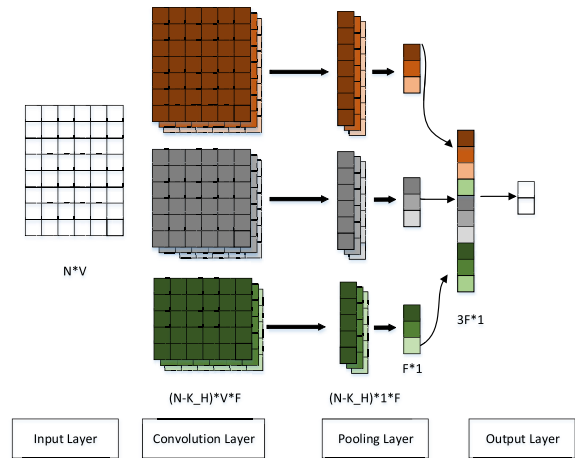 N*V
3F*1
F*1
(N-K_H)*V*F
(N-K_H)*1*F
Input Layer
Convolution Layer
Pooling Layer
Output Layer